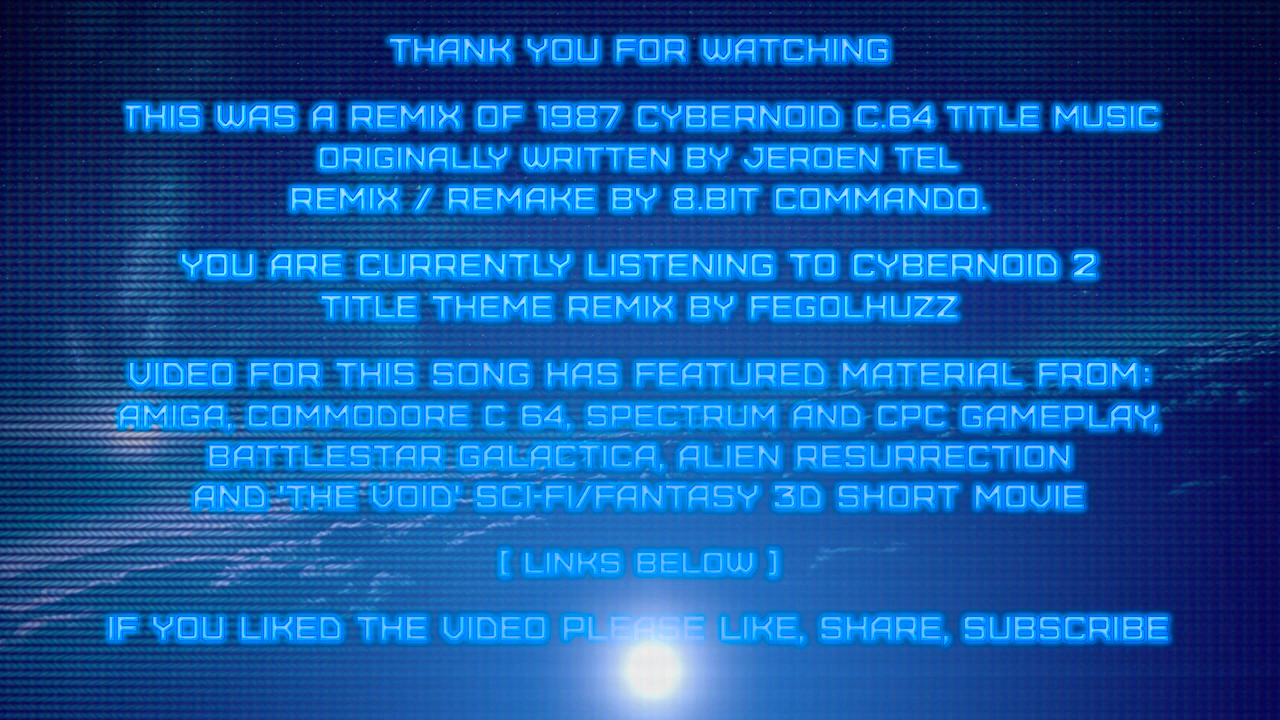 THANK YOU FOR WATCHING
THIS WAS A REMIX OF 1987 CYBERNOID C.64 TITLE MUSIC
ORIGINALLY WRITTEN BY JEROEN TEL
REMIX / REMAKE BY 8.BIT COMMANDO.
YOU ARE CURRENTLY LISTENING TO CYBERNOID 2
TITLE THEME REMIX BY FEGOLHUZZ
VIDEO FOR THIS SONG HAS FEATURED MATERIAL FROM:
AMIGA, COMMODORE C 64, SPECTRUM AND CPC GAMEPLAY,
BATTLESTAR GALACTICA, ALIEN RESURRECTION
AND 'THE VOID' SCI-FI/FANTASY 3D SHORT MOVIE
[ LINKS BELOW ]
IF YOU LIKED THE VIDEO PLEASE LIKE, SHARE, SUBSCRIBE